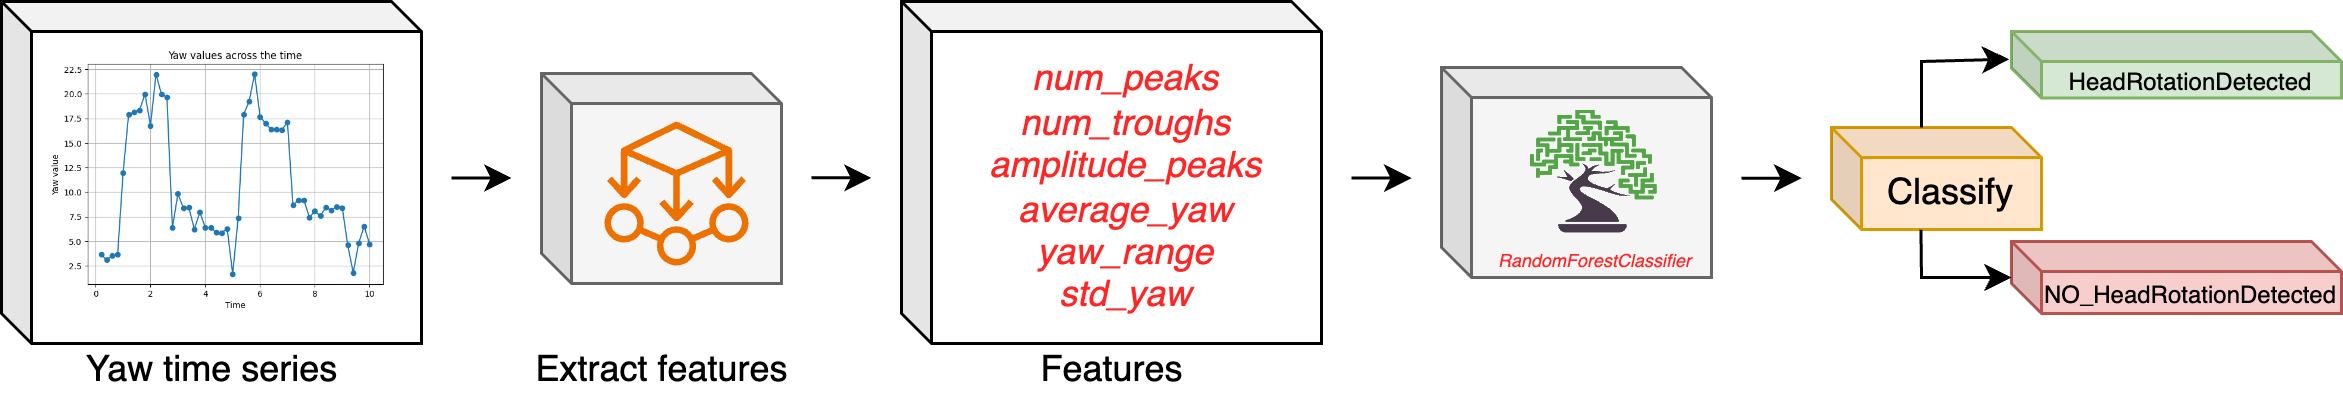 Yaw values across the time
Yaw value
22.5
20.0
17.5
15.0
12.5
10.0
7.5
5.0
2.5
0
2
4
6
8
10
Time
Yaw time series
Extract features
num_peaks
num_troughs
amplitude_peaks
average_yaw
yaw_range
std_yaw
Features
RandomForestClassifier
Classify
HeadRotationDetected
NO_HeadRotationDetected